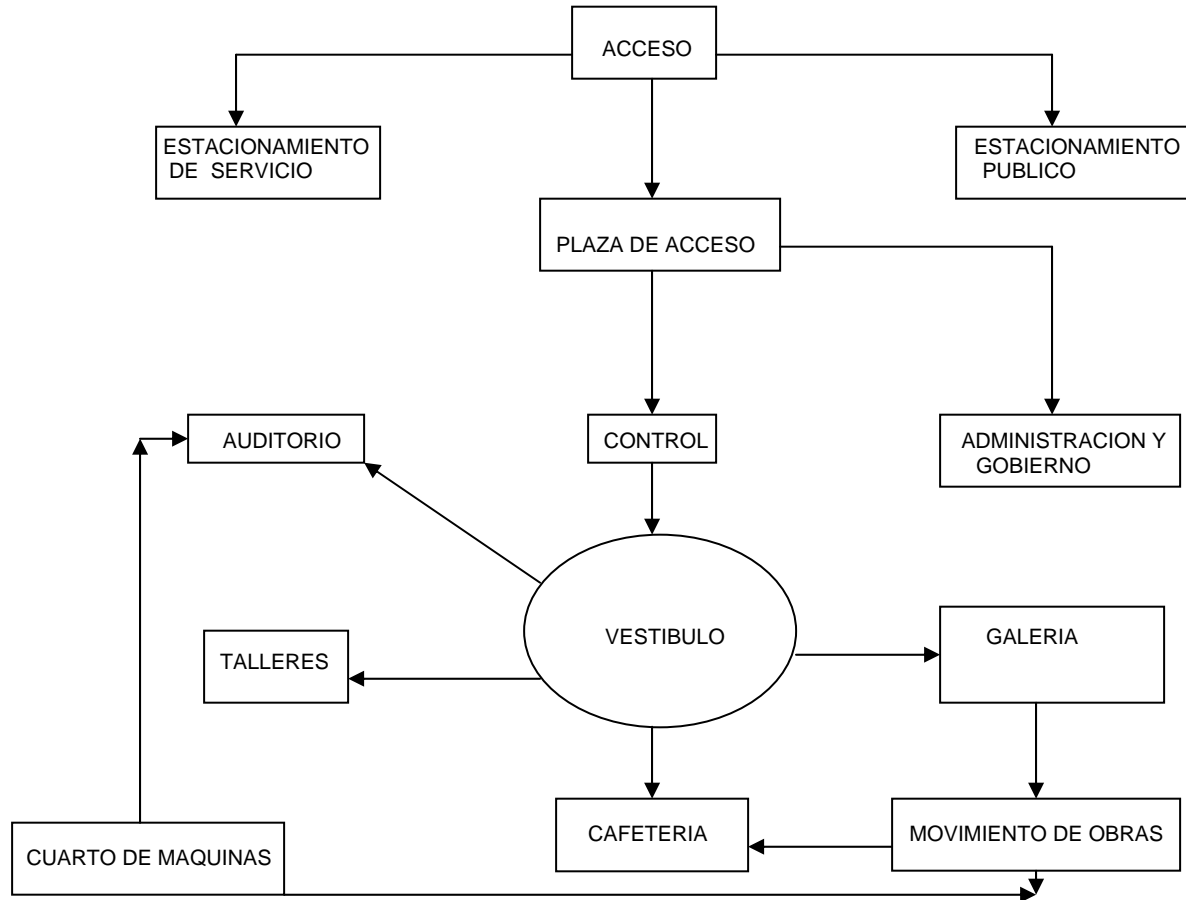 ACCESO
ESTACIONAMIENTO
DE SERVICIO
ESTACIONAMIENTO
PUBLICO
PLAZA DE ACCESO
AUDITORIO
CONTROL
ADMINISTRACION Y
GOBIERNO
VESTIBULO
GALERIA
TALLERES
CAFETERIA
MOVIMIENTO DE OBRAS
CUARTO DE MAQUINAS